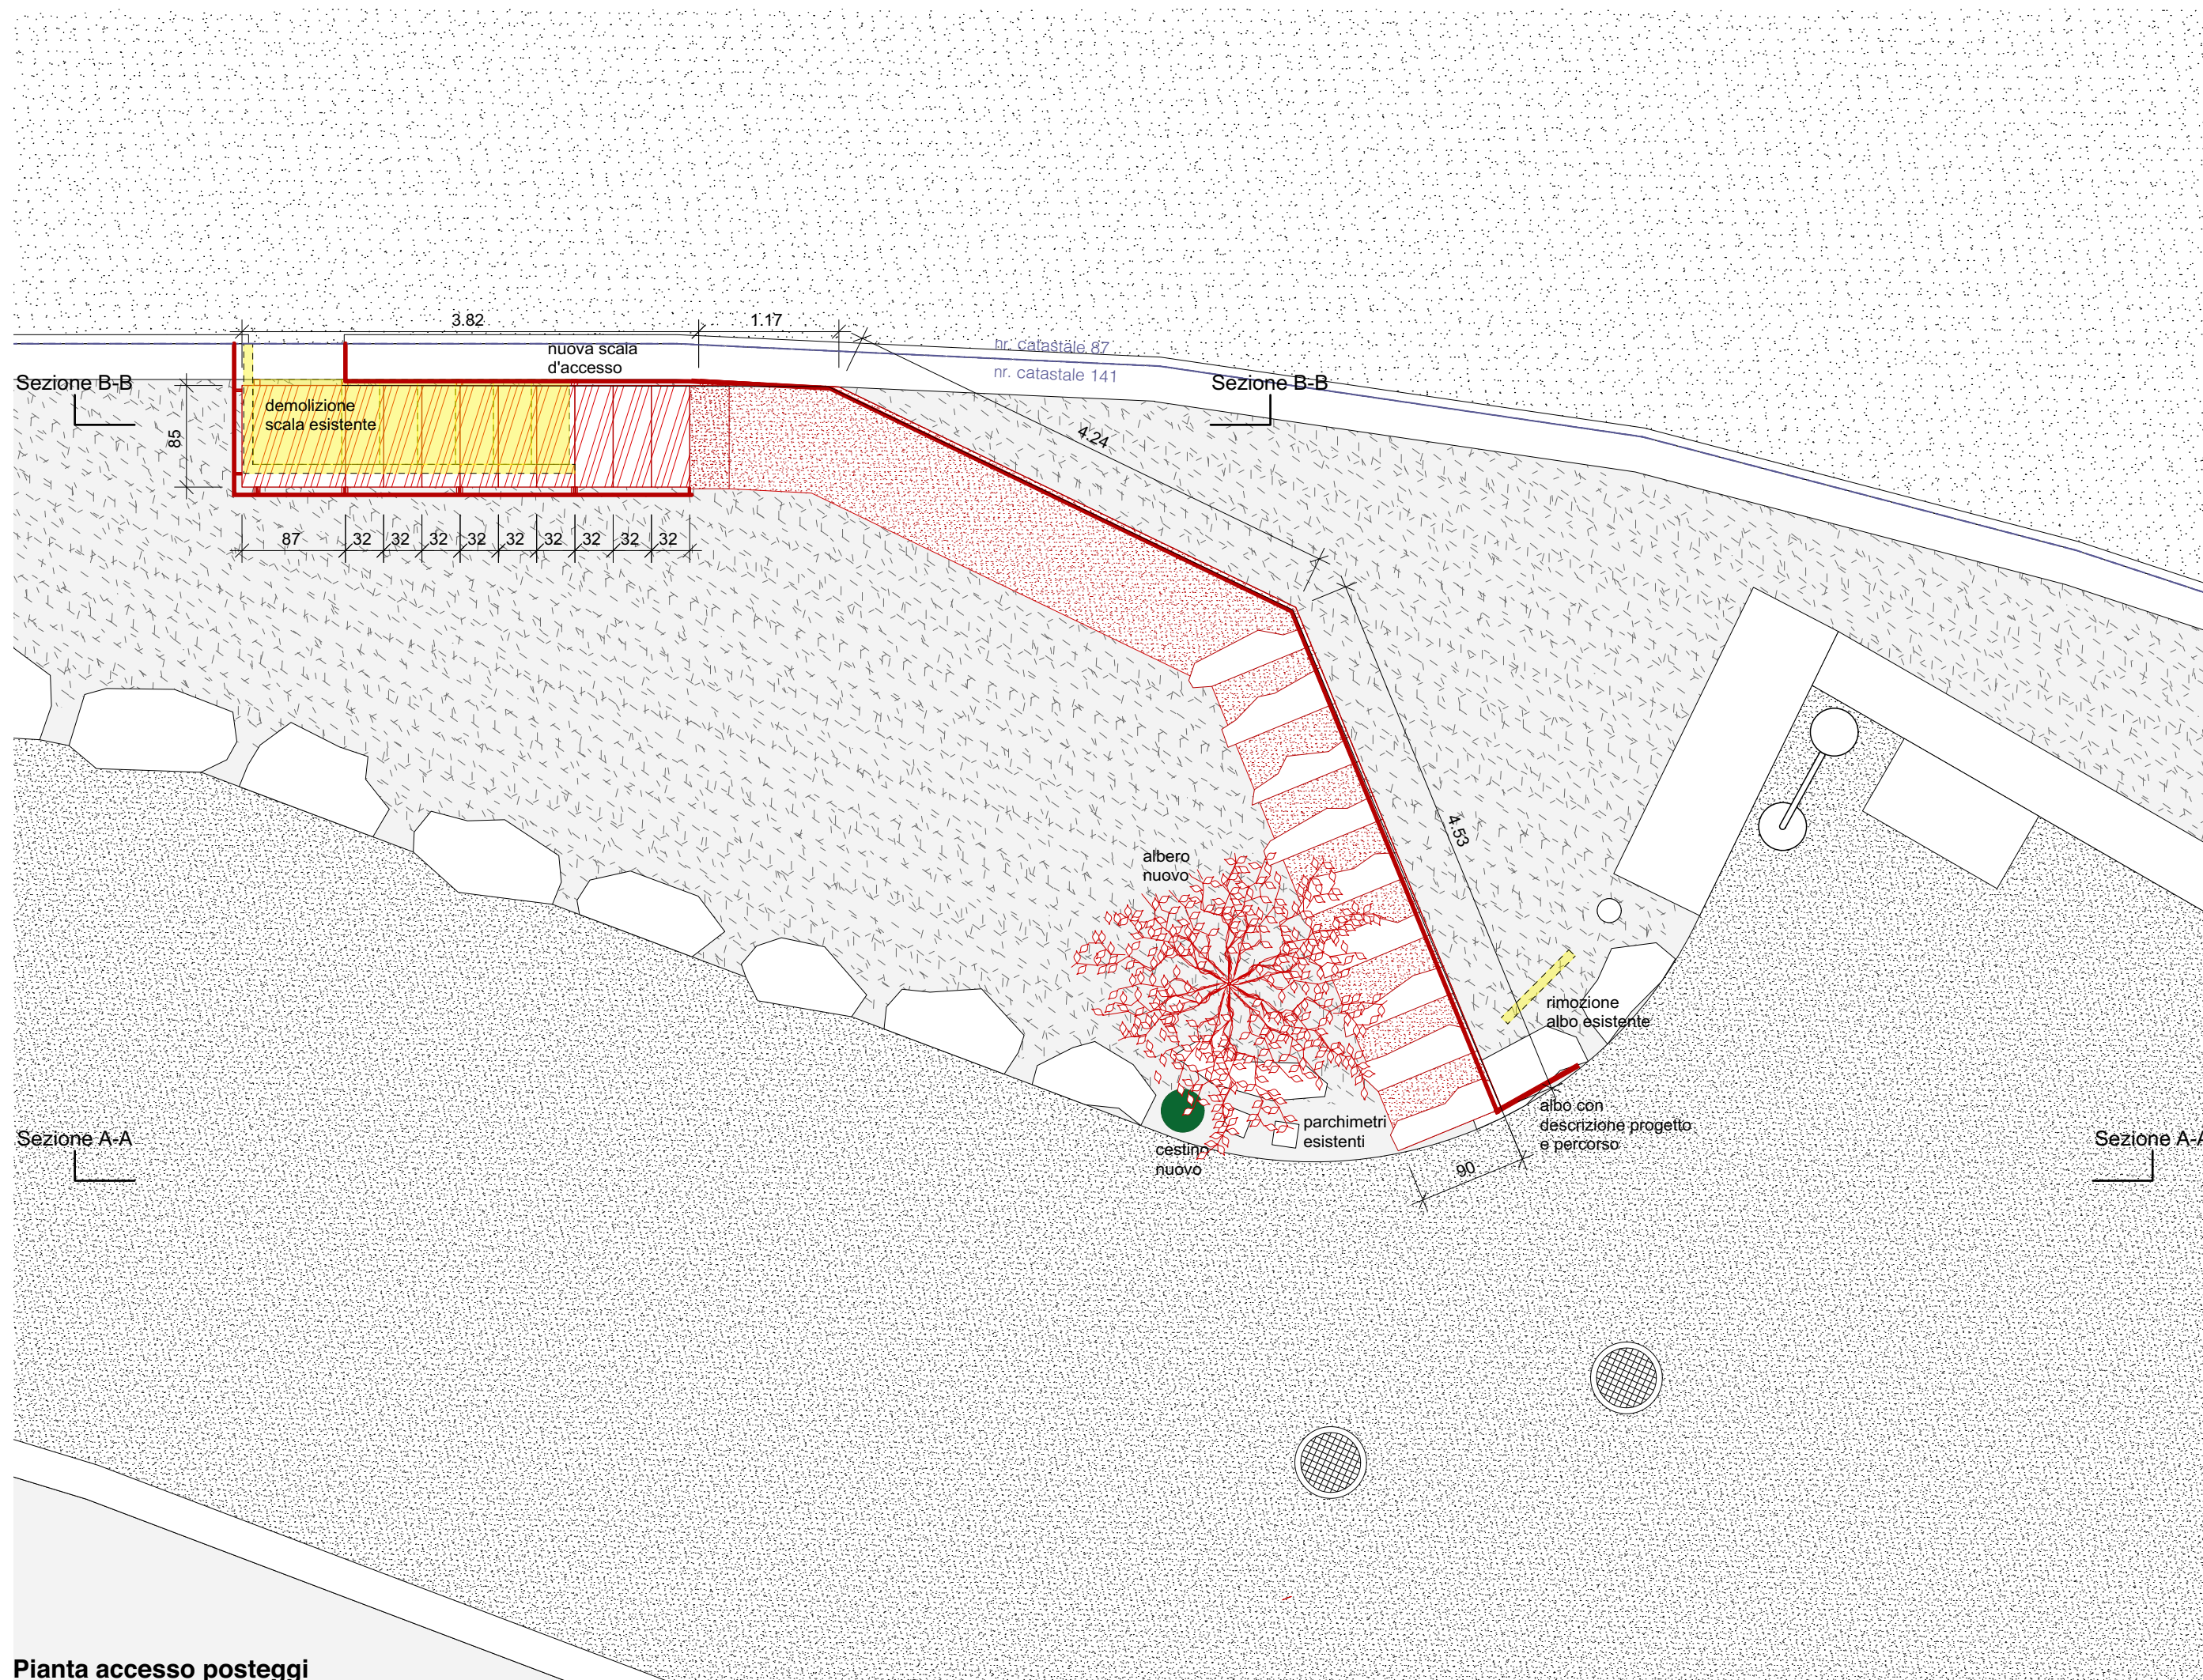 3.82
1.17
nuova scala
d'accesso
nr. catastale 87
nr. catastale 141
Sezione B-B
Sezione B-B
demolizione
scala esistente
85
4.24
87
32
32
32
32
32
32
32
32
32
4.53
albero
nuovo
rimozione
albo esistente
albo con
descrizione progetto
e percorso
parchimetri
esistenti
cestino
nuovo
90
Sezione A-A
Sezione A-A
Pianta accesso posteggi